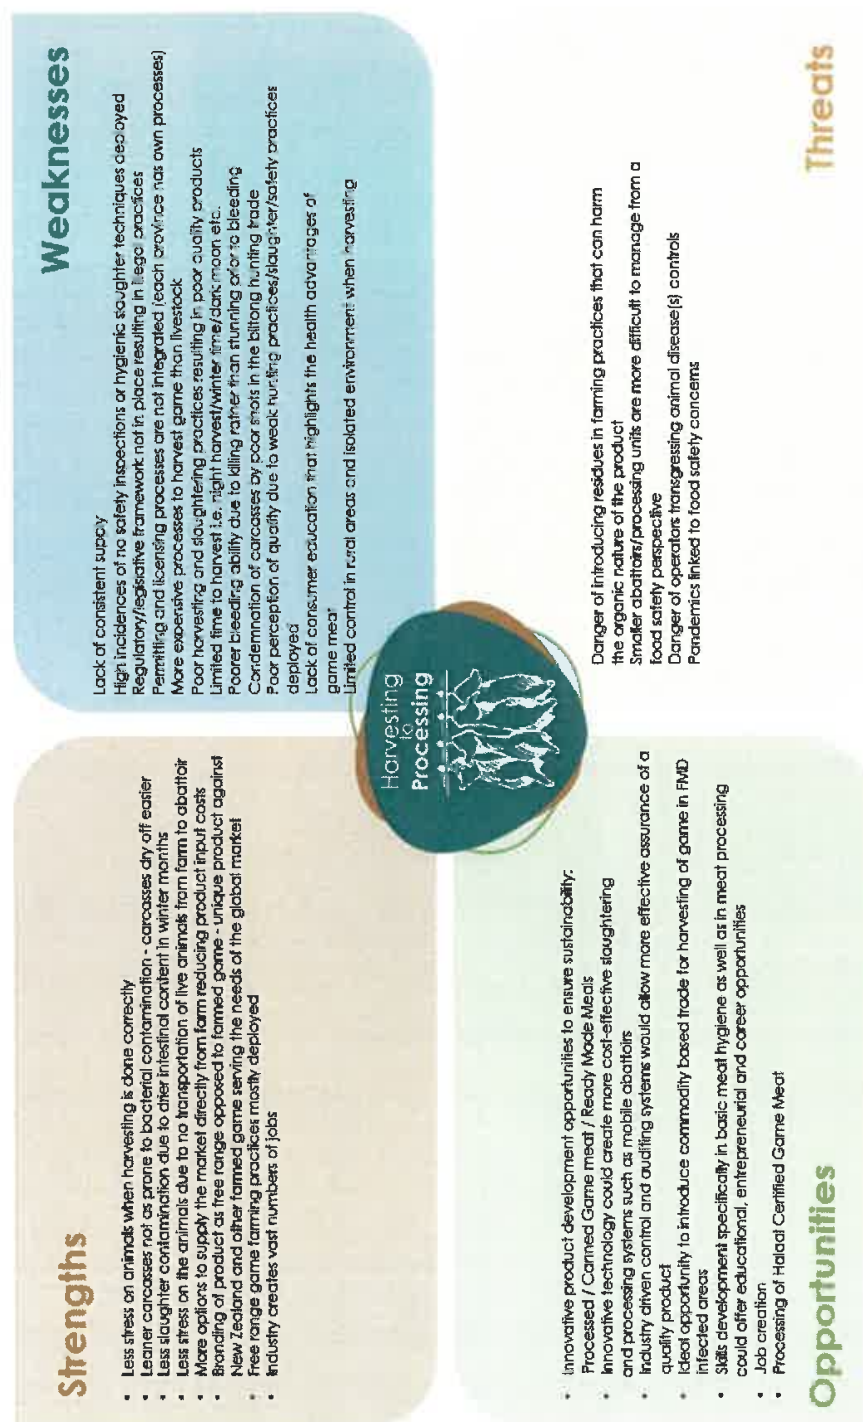 Strengths
• Less stress on animals when harvesting is done correctly
• Leaner carcasses not as prone to bacterial contamination - carcasses dry off easier
• Less slaughter contamination due to drier intestinal content in winter months
• Less stress on the animals due to no transportation of live animals from farm to abattoir
• More options to supply the market directly from farm reducing product input costs
• Branding of product as free range opposed to farmed game - unique product against
New Zealand and other farmed game serving the needs of the global market
• Free range game farming practices mostly deployed
• Industry creates vast numbers of jobs
Weaknesses
Lack of consistent supply
High incidences of no safety inspections or hygienic slaughter techniques deployed
Regulatory/legislative framework not in place resulting in illegal practices
Permitting and licensing processes are not integrated (each province has own processes)
More expensive processes to harvest game than livestock
Poor harvesting and slaughtering practices resulting in poor quality products
Limited time to harvest i.e. night harvest/winter time/dark moon etc.
Poorer bleeding ability due to killing rather than stunning prior to bleeding
Condemnation of carcasses by poor shots in the biltong hunting trade
Poor perception of quality due to weak hunting practices/slaughter/safety practices
deployed
Lack of consumer education that highlights the health advantages of
game meat
Limited control in rural areas and isolated environment when harvesting
Harvesting
to
Processing
• Innovative product development opportunities to ensure sustainability:
Processed / Canned Game meat / Ready Made Meals
• Innovative technology could create more cost-effective slaughtering
and processing systems such as mobile abattoirs
• Industry driven control and auditing systems would allow more effective assurance of a
quality product
• Ideal opportunity to introduce commodity based trade for harvesting of game in FMD
infected areas
• Skills development specifically in basic meat hygiene as well as in meat processing
could offer educational, entrepreneurial and career opportunities
• Job creation
• Processing of Halaal Certified Game Meat
Opportunities
Danger of introducing residues in farming practices that can harm
the organic nature of the product
Smaller abattoirs/processing units are more difficult to manage from a
food safety perspective
Danger of operators transgressing animal disease(s) controls
Pandemics linked to food safety concerns
Threats